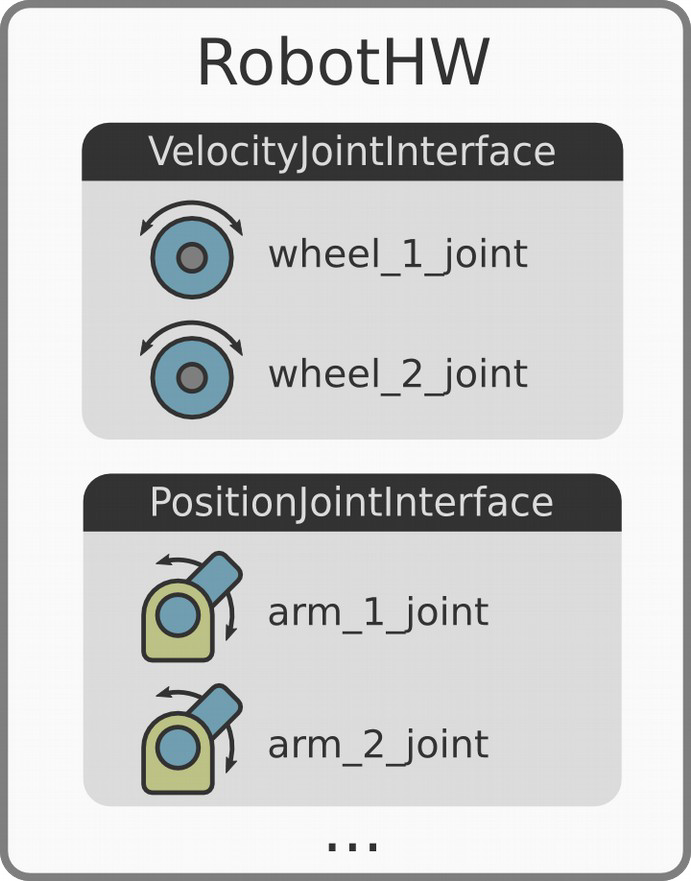 RobotHW
VelocityJointInterface
wheel_1_joint
wheel_2_joint
PositionJointInterface
arm_1_joint
arm_2_joint
...